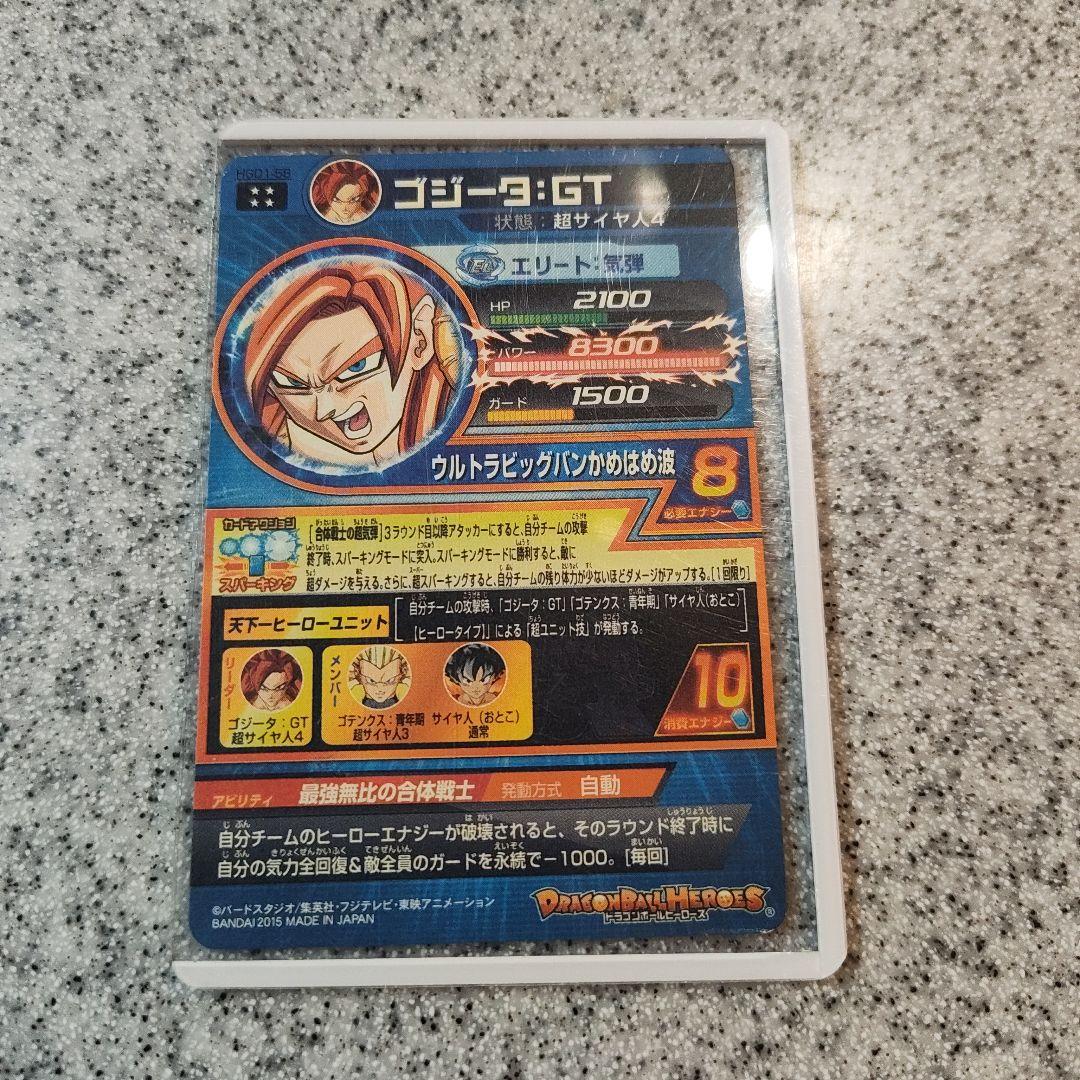 HGD1-58
ゴジータ:GT
状態:超サイヤ人4
エリート:気弾
HP 2100
パワー 8300
ガード 1500
ウルトラビッグバンかめはめ波 8
必要エナジー
カードアクション
スパーキング
[合体戦士の超気弾]3ラウンド目以降アタッカーにすると、自分チームの攻撃
終了時、スパーキングモードに突入。スパーキングモードに勝利すると、敵に
超ダメージを与える。さらに、超スパーキングすると、自分チームの残り体力が少ないほどダメージがアップする。[1回限り]
天下一ヒーローユニット
自分チームの攻撃時、「ゴジータ:GT」「ゴテンクス:青年期」「サイヤ人(おとこ)
【ヒーロータイプ】」による「超ユニット技」が発動する。
リーダー
ゴジータ:GT
超サイヤ人4
メンバー
ゴテンクス:青年期
超サイヤ人3
サイヤ人(おとこ)
通常
10
消費エナジー
アビリティ 最強無比の合体戦士 発動方式 自動
自分チームのヒーローエナジーが破壊されると、そのラウンド終了時に
自分の気力全回復&敵全員のガードを永続で-1000。[毎回]
©バードスタジオ/集英社・フジテレビ・東映アニメーション
BANDAI 2015 MADE IN JAPAN
DRAGONBALL HEROES
ドラゴンボールヒーローズ